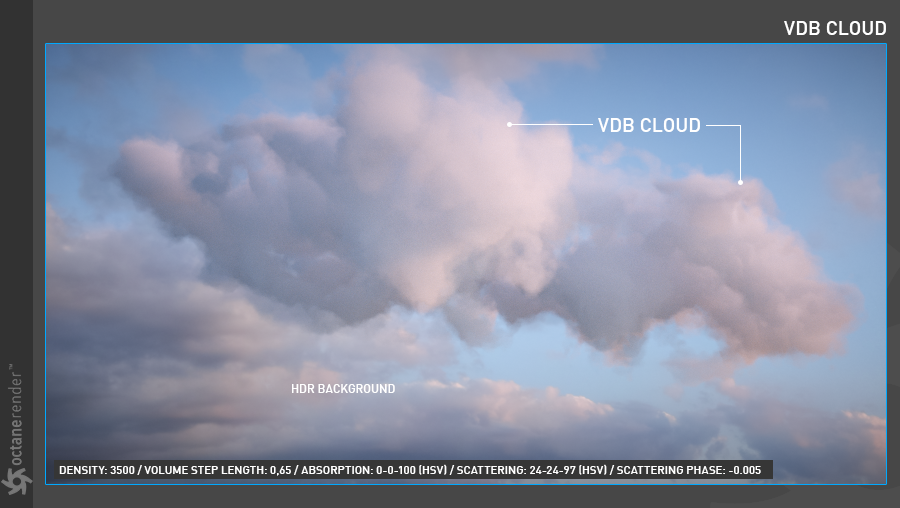 VDB CLOUD
VDB CLOUD
HDR BACKGROUND
DENSITY: 3500 / VOLUME STEP LENGTH: 0,65 / ABSORPTION: 0-0-100 (HSV) / SCATTERING: 24-24-97 (HSV) / SCATTERING PHASE: -0.005
octanerender™